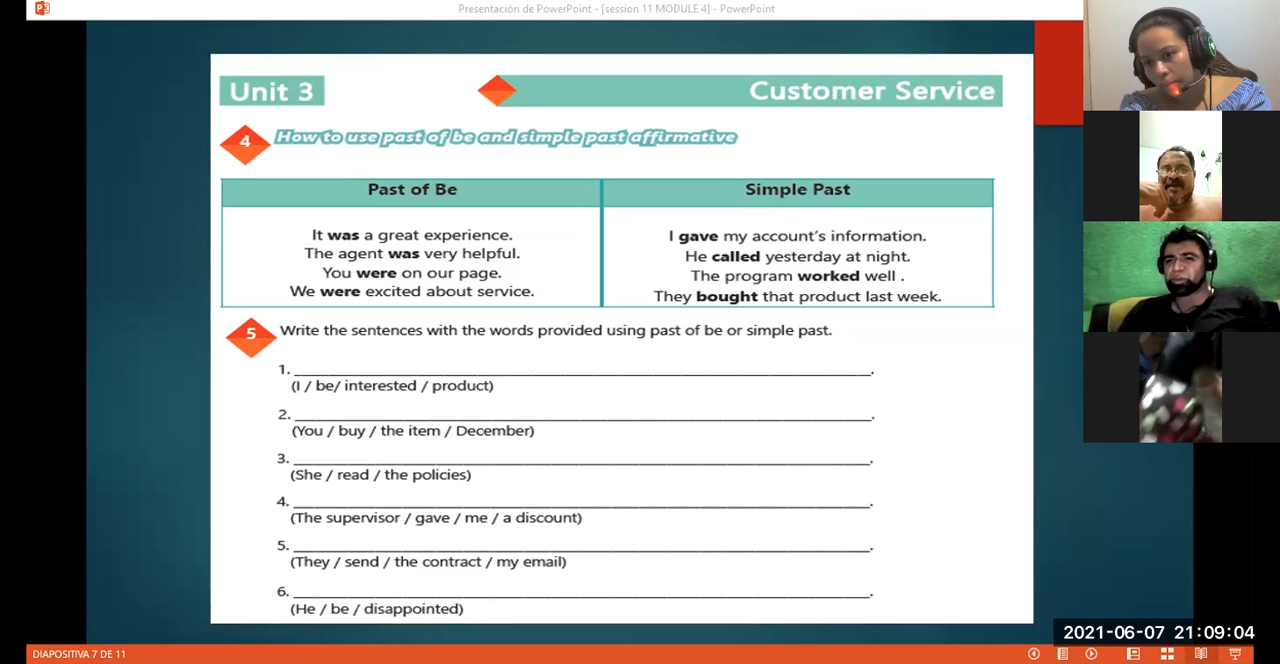 Presentación de PowerPoint - [session 11 MODULE 4] - PowerPoint
Unit 3
Customer Service
4
How to use past of be and simple past affirmative
Past of Be
Simple Past
It was a great experience.
The agent was very helpful.
You were on our page.
We were excited about service.
I gave my account's information.
He called yesterday at night.
The program worked well .
They bought that product last week.
5
Write the sentences with the words provided using past of be or simple past.
1. ______________________________.
(I / be/ interested / product)
2. ______________________________.
(You / buy / the item / December)
3. ______________________________.
(She / read / the policies)
4. ______________________________.
(The supervisor / gave / me / a discount)
5. ______________________________.
(They / send / the contract / my email)
6. ______________________________.
(He / be / disappointed)
2021-06-07 21:09:04
DIAPOSITIVA 7 DE 11